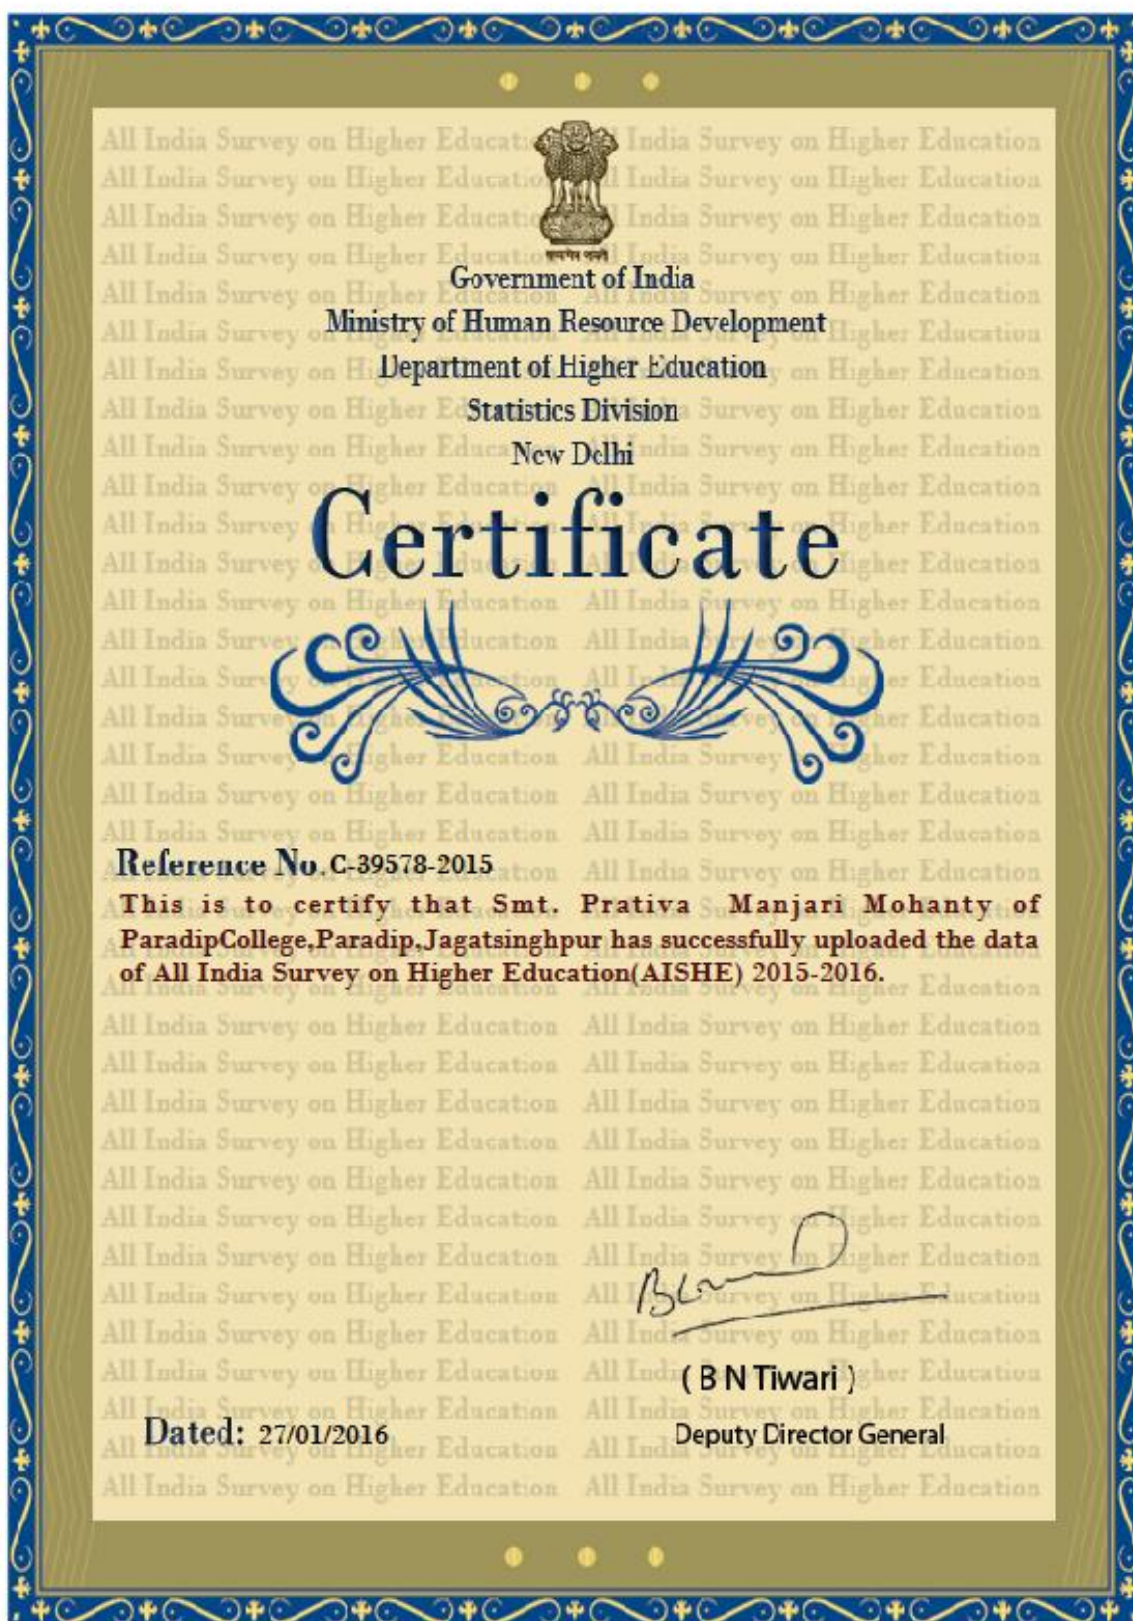 सत्यमेव जयते
Government of India
Ministry of Human Resource Development
Department of Higher Education
Statistics Division
New Delhi
Certificate
Reference No. C-39578-2015
This is to certify that Smt. Prativa Manjari Mohanty of
ParadipCollege,Paradip,Jagatsinghpur has successfully uploaded the data
of All India Survey on Higher Education(AISHE) 2015-2016.
( B N Tiwari )
Dated: 27/01/2016
Deputy Director General